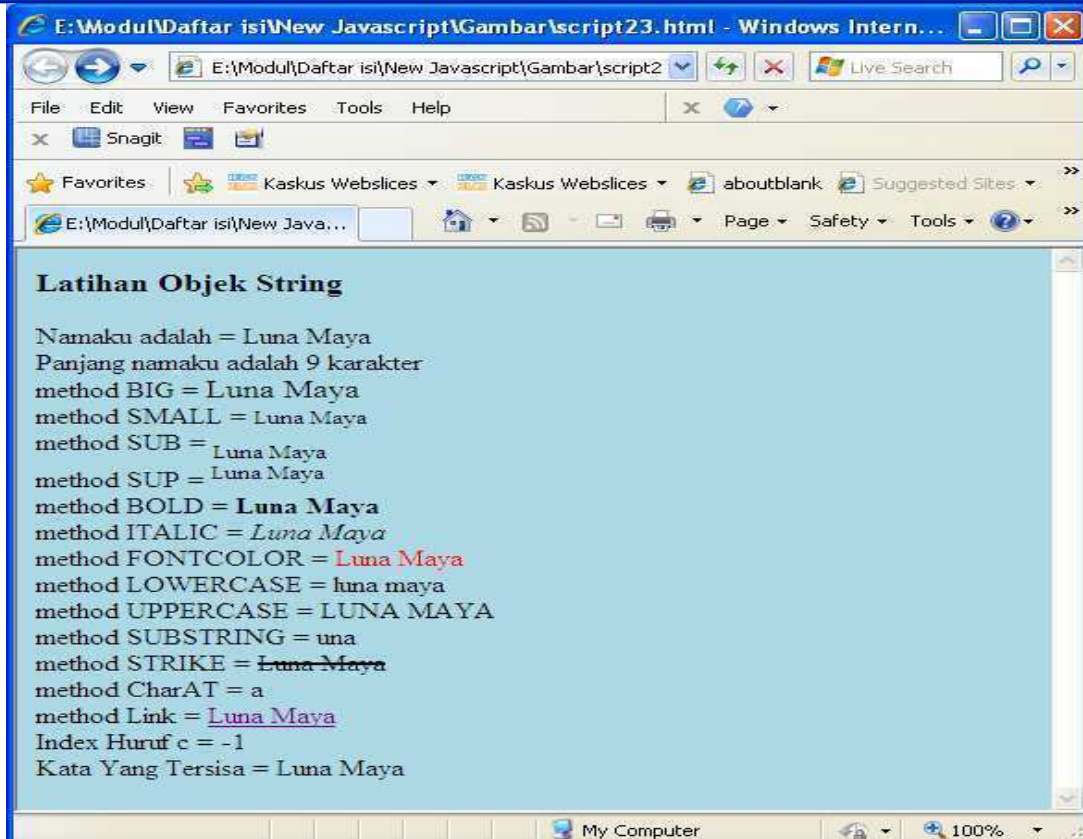 E:\Modul\Daftar isi\New Javascript\Gambar\script23.html - Windows Intern...
E:\Modul\Daftar isi\New Javascript\Gambar\script2
Live Search
File Edit View Favorites Tools Help
x Snagit
Favorites Kaskus Webslices Kaskus Webslices aboutblank Suggested Sites
E:\Modul\Daftar isi\New Java... Page Safety Tools
Latihan Objek String
Namaku adalah = Luna Maya
Panjang namaku adalah 9 karakter
method BIG = Luna Maya
method SMALL = Luna Maya
method SUB = Luna Maya
method SUP = Luna Maya
method BOLD = Luna Maya
method ITALIC = Luna Maya
method FONTCOLOR = Luna Maya
method LOWERCASE = luna maya
method UPPERCASE = LUNA MAYA
method SUBSTRING = una
method STRIKE = Luna Maya
method CharAT = a
method Link = Luna Maya
Index Huruf c = -1
Kata Yang Tersisa = Luna Maya
My Computer 100%